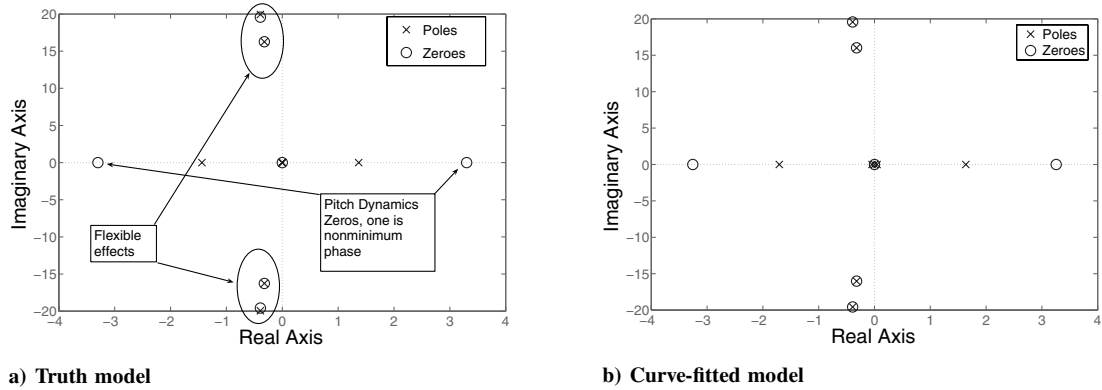 20
15
10
5
0
−5
−10
−15
−20
−4
−3
−2
−1
0
1
2
3
4
Imaginary Axis
Real Axis
Poles
Zeroes
Flexible
effects
Pitch Dynamics
Zeros, one is
nonminimum
phase
a) Truth model
20
15
10
5
0
−5
−10
−15
−20
−4
−3
−2
−1
0
1
2
3
4
Imaginary Axis
Real Axis
Poles
Zeroes
b) Curve-fitted model